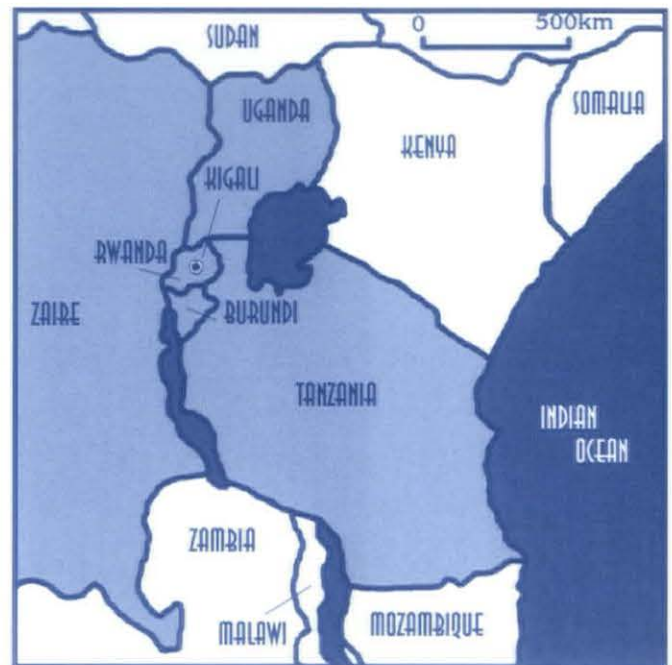 SUDAN
0 500km
UGANDA
SOMALIA
KENYA
KIGALI
RWANDA
ZAIRE
BURUNDI
TANZANIA
INDIAN
OCEAN
ZAMBIA
MALAWI
MOZAMBIQUE